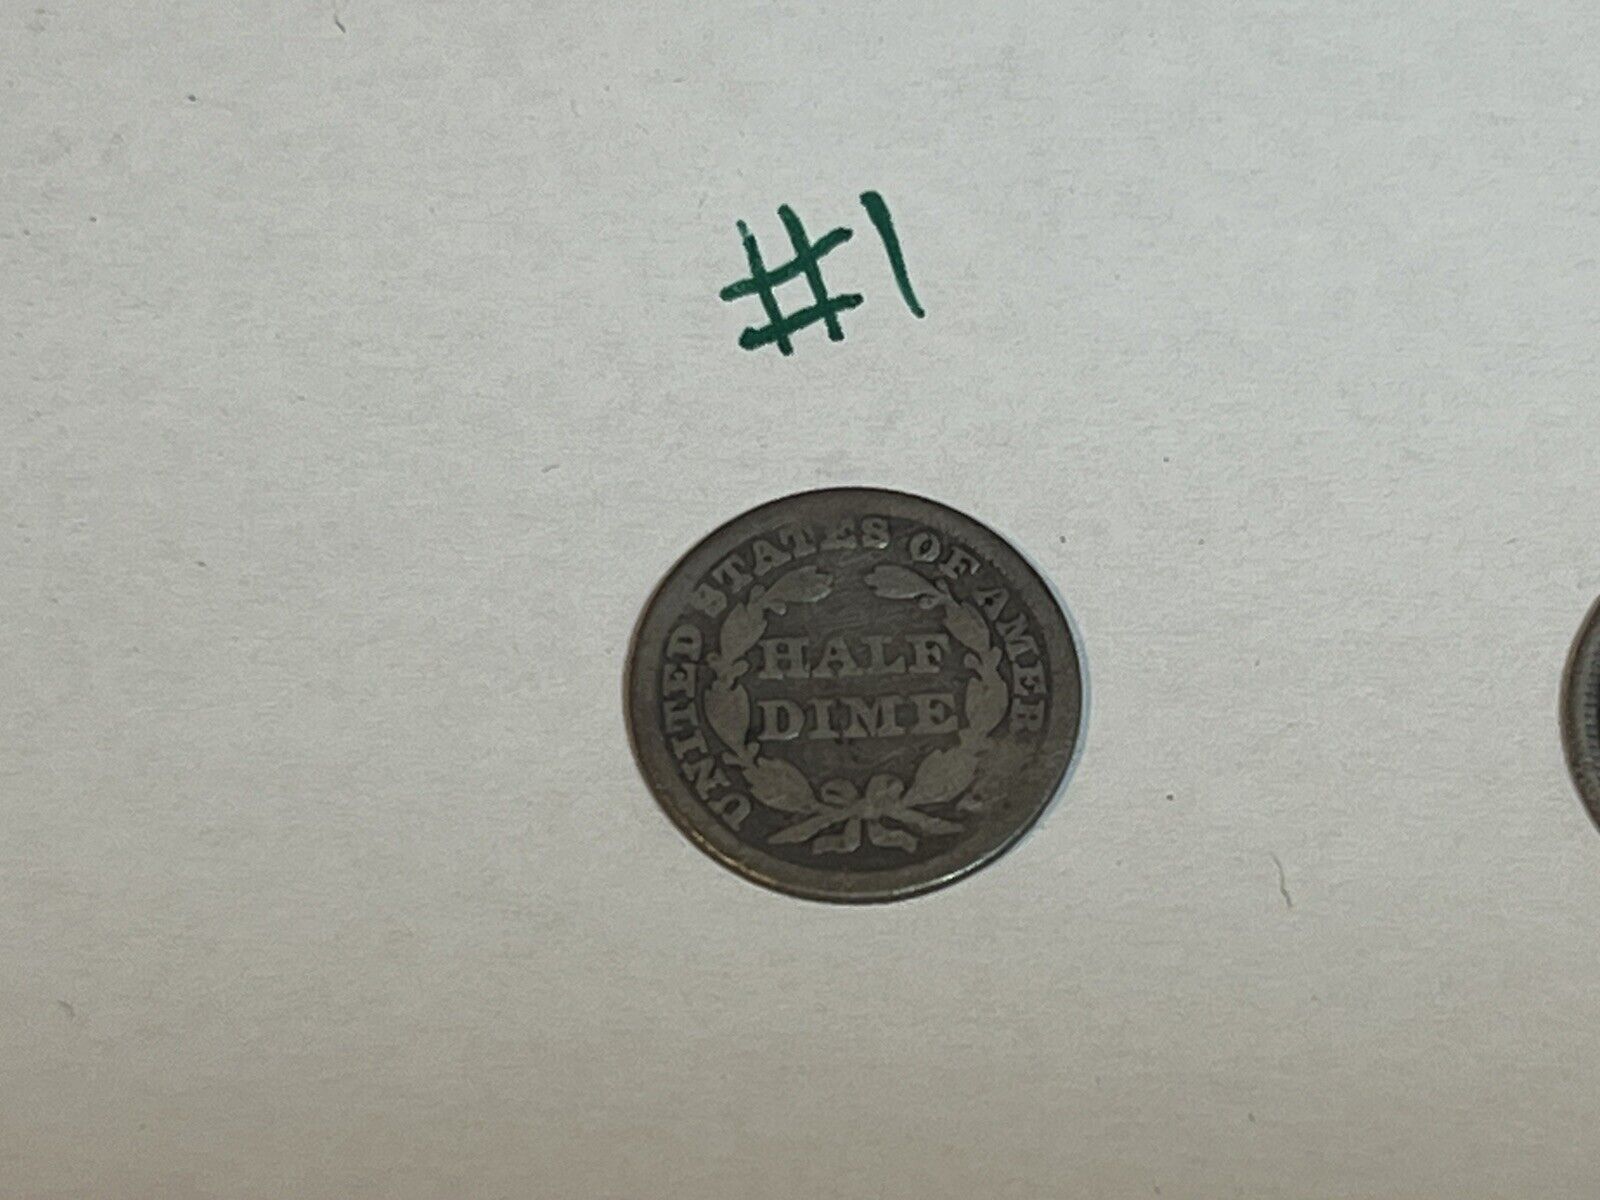 #1
UNITED STATES OF AMER
HALF
DIME